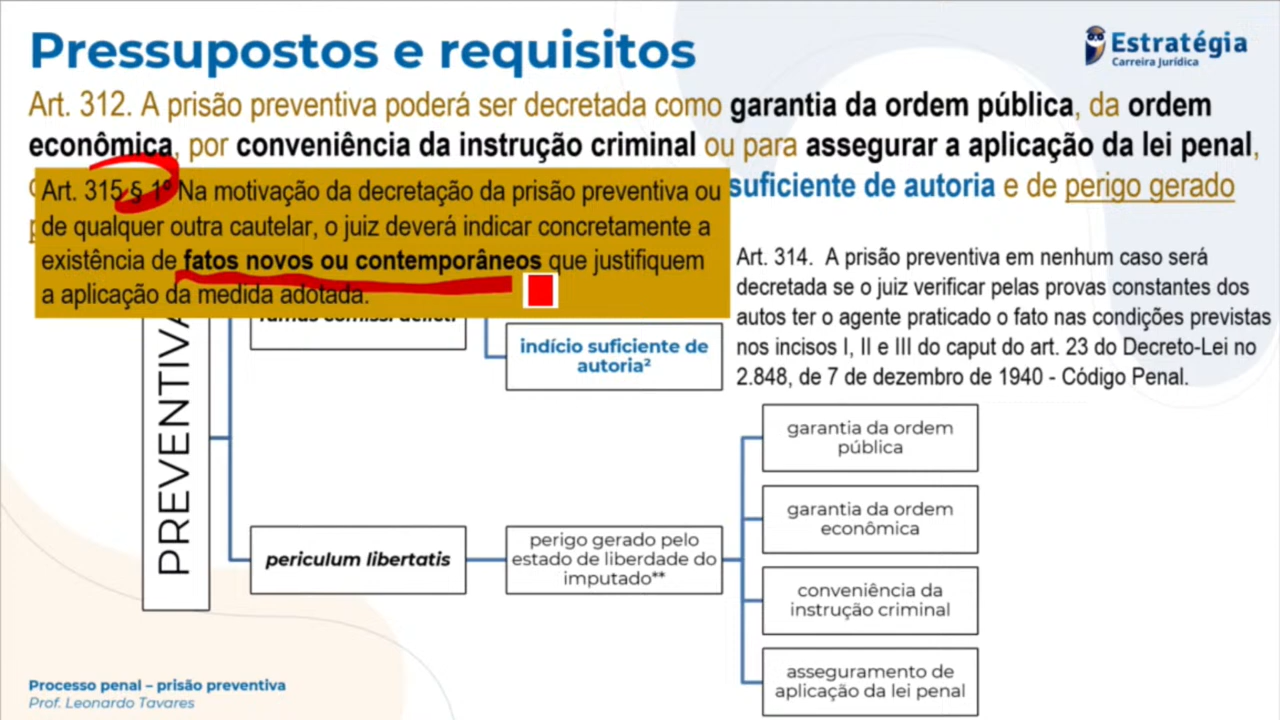 Pressupostos e requisitos
Estratégia
Carreira Jurídica
Art. 312. A prisão preventiva poderá ser decretada como garantia da ordem pública, da ordem
econômica, por conveniência da instrução criminal ou para assegurar a aplicação da lei penal,
suficiente de autoria e de perigo gerado
Art. 315 § 1º Na motivação da decretação da prisão preventiva ou
de qualquer outra cautelar, o juiz deverá indicar concretamente a
existência de fatos novos ou contemporâneos que justifiquem
a aplicação da medida adotada.
Art. 314. A prisão preventiva em nenhum caso será
decretada se o juiz verificar pelas provas constantes dos
autos ter o agente praticado o fato nas condições previstas
nos incisos I, II e III do caput do art. 23 do Decreto-Lei no
2.848, de 7 de dezembro de 1940 - Código Penal.
PREVENTIVA
indício suficiente de
autoria²
periculum libertatis
perigo gerado pelo
estado de liberdade do
imputado**
garantia da ordem
pública
garantia da ordem
econômica
conveniência da
instrução criminal
asseguramento de
aplicação da lei penal
Processo penal – prisão preventiva
Prof. Leonardo Tavares